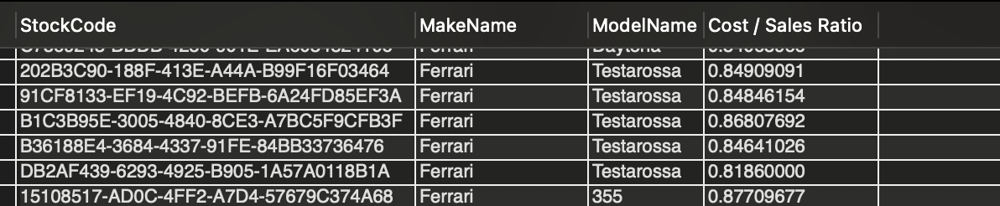 StockCode MakeName ModelName Cost / Sales Ratio
Ferrari Daytona
202B3C90-188F-413E-A44A-B99F16F03464 Ferrari Testarossa 0.84909091
91CF8133-EF19-4C92-BEFB-6A24FD85EF3A Ferrari Testarossa 0.84846154
B1C3B95E-3005-4840-8CE3-A7BC5F9CFB3F Ferrari Testarossa 0.86807692
B36188E4-3684-4337-91FE-84BB33736476 Ferrari Testarossa 0.84641026
DB2AF439-6293-4925-B905-1A57A0118B1A Ferrari Testarossa 0.81860000
15108517-AD0C-4FF2-A7D4-57679C374A68 Ferrari 355 0.87709677